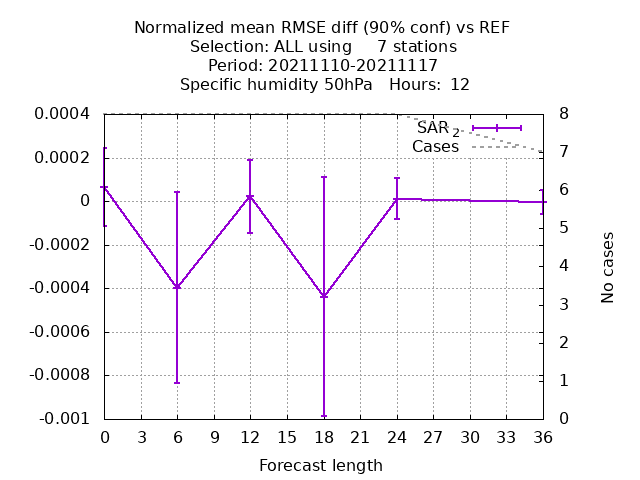 Normalized mean RMSE diff (90% conf) vs REF
Selection: ALL using     7 stations
Period: 20211110-20211117
Specific humidity 50hPa   Hours:  12
0.0004
0.0002
0
-0.0002
-0.0004
-0.0006
-0.0008
-0.001
8
7
6
5
4
3
2
1
0
SAR 2
Cases
No cases
0 3 6 9 12 15 18 21 24 27 30 33 36
Forecast length